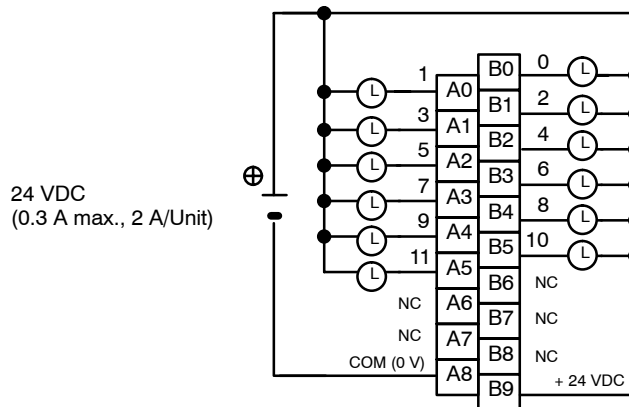 1 L A0 B0 0 L
3 L A1 B1 2 L
5 L A2 B2 4 L
7 L A3 B3 6 L
9 L A4 B4 8 L
11 L A5 B5 10 L
NC A6 B6 NC
NC A7 B7 NC
COM (0 V) A8 B8 NC
B9 + 24 VDC
24 VDC
(0.3 A max., 2 A/Unit)